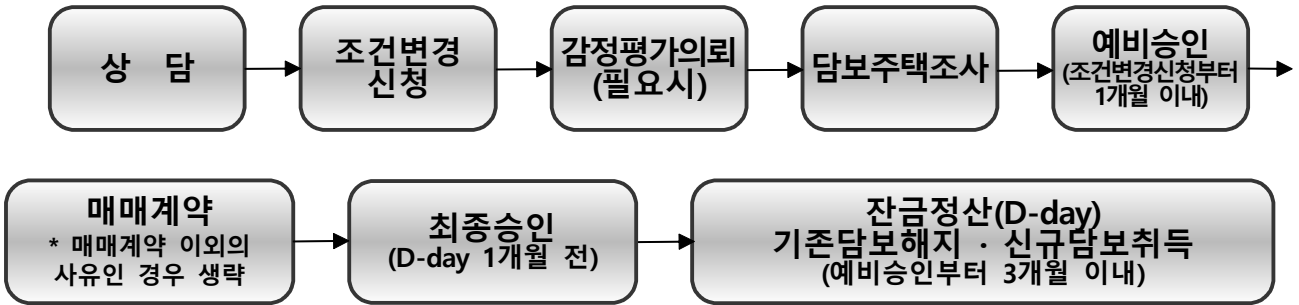 상 담
조건변경
신청
감정평가의뢰
(필요시)
담보주택조사
예비승인
(조건변경신청부터
1개월 이내)
매매계약
* 매매계약 이외의
사유인 경우 생략
최종승인
(D-day 1개월 전)
잔금정산(D-day)
기존담보해지 · 신규담보취득
(예비승인부터 3개월 이내)